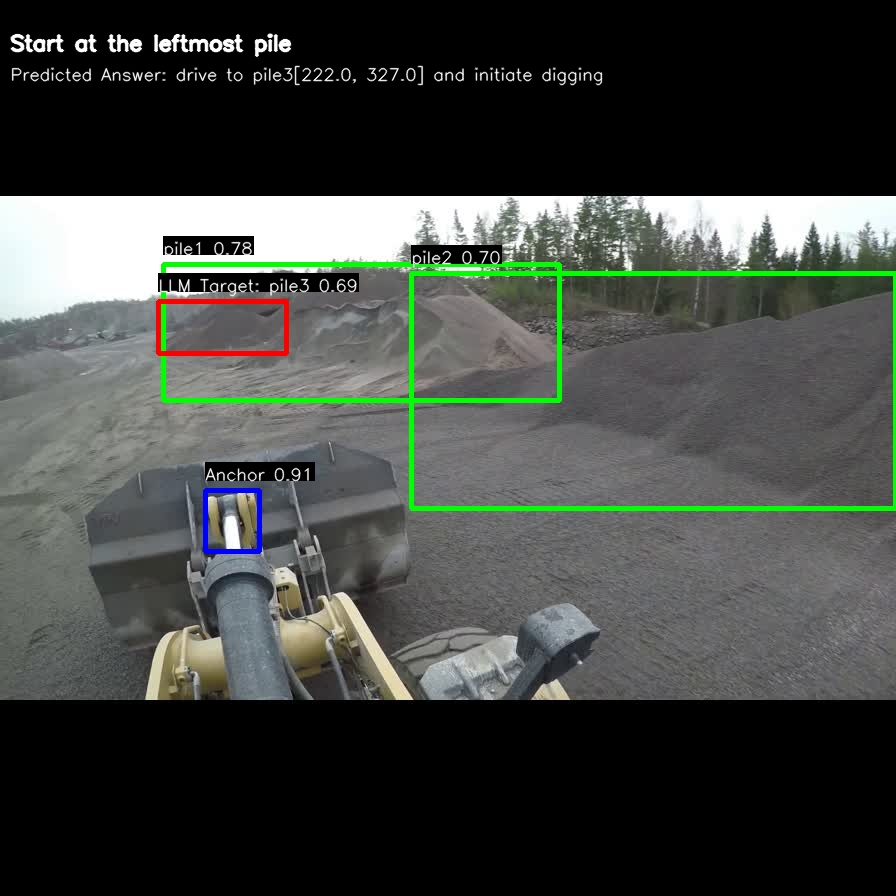 Start at the leftmost pile
Predicted Answer: drive to pile3[222.0, 327.0] and initiate digging
pile1 0.78
pile2 0.70
LLM Target: pile3 0.69
Anchor 0.91